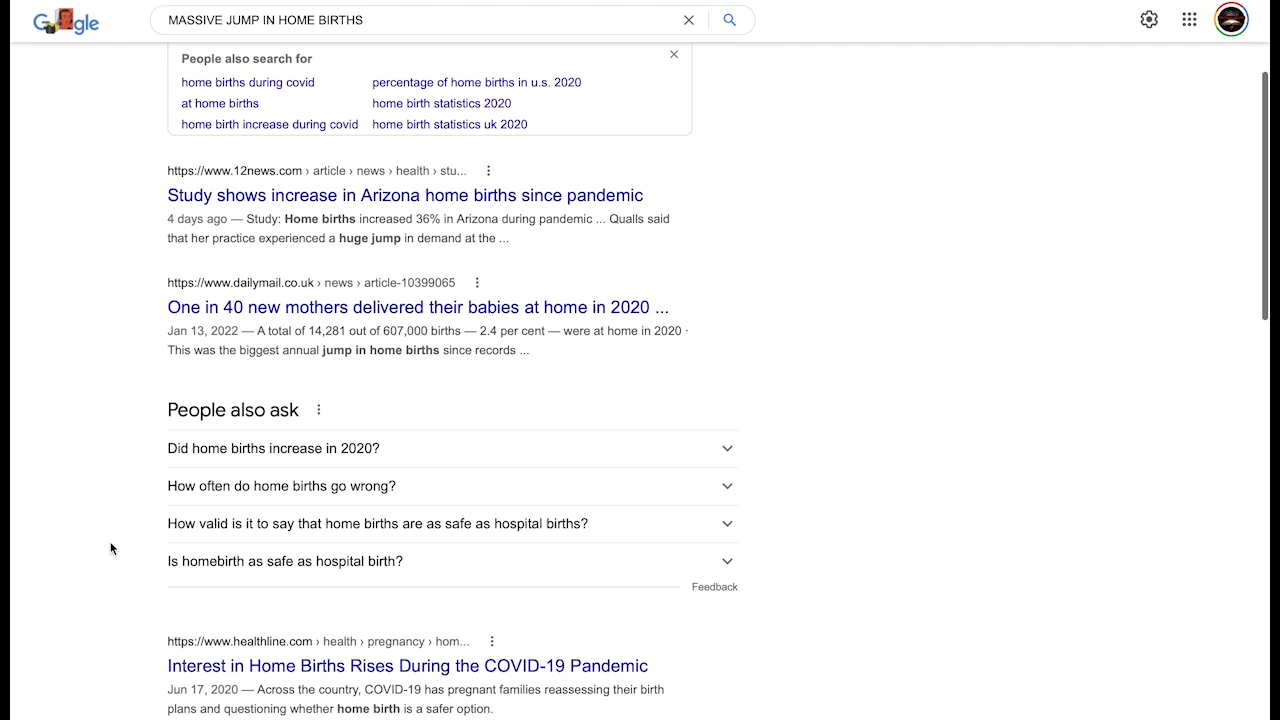 Google
MASSIVE JUMP IN HOME BIRTHS
People also search for
home births during covid
percentage of home births in u.s. 2020
at home births
home birth statistics 2020
home birth increase during covid
home birth statistics uk 2020
https://www.12news.com › article › news › health › stu...
Study shows increase in Arizona home births since pandemic
4 days ago — Study: Home births increased 36% in Arizona during pandemic ... Qualls said
that her practice experienced a huge jump in demand at the ...
https://www.dailymail.co.uk › news › article-10399065
One in 40 new mothers delivered their babies at home in 2020 ...
Jan 13, 2022 — A total of 14,281 out of 607,000 births — 2.4 per cent — were at home in 2020 ·
This was the biggest annual jump in home births since records ...
People also ask
Did home births increase in 2020?
How often do home births go wrong?
How valid is it to say that home births are as safe as hospital births?
Is homebirth as safe as hospital birth?
Feedback
https://www.healthline.com › health › pregnancy › hom...
Interest in Home Births Rises During the COVID-19 Pandemic
Jun 17, 2020 — Across the country, COVID-19 has pregnant families reassessing their birth
plans and questioning whether home birth is a safer option.